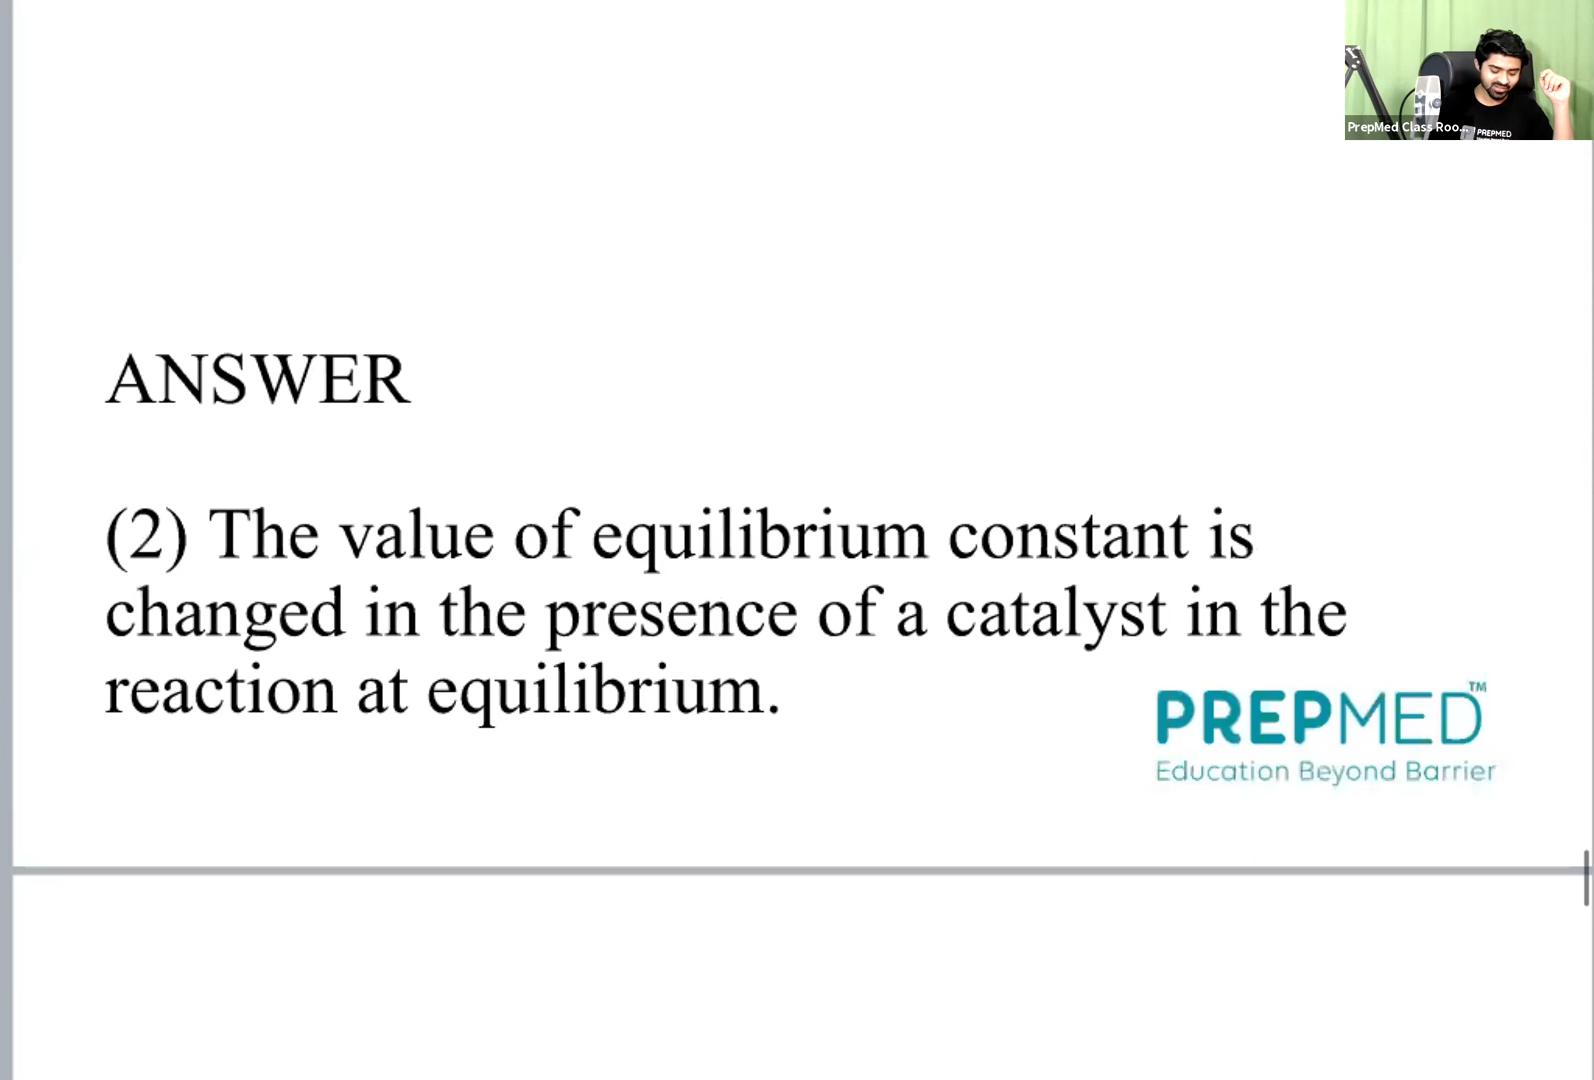 PrepMed Class Roo...
PREPMED
ANSWER
(2) The value of equilibrium constant is
changed in the presence of a catalyst in the
reaction at equilibrium.
PREPMED™
Education Beyond Barrier